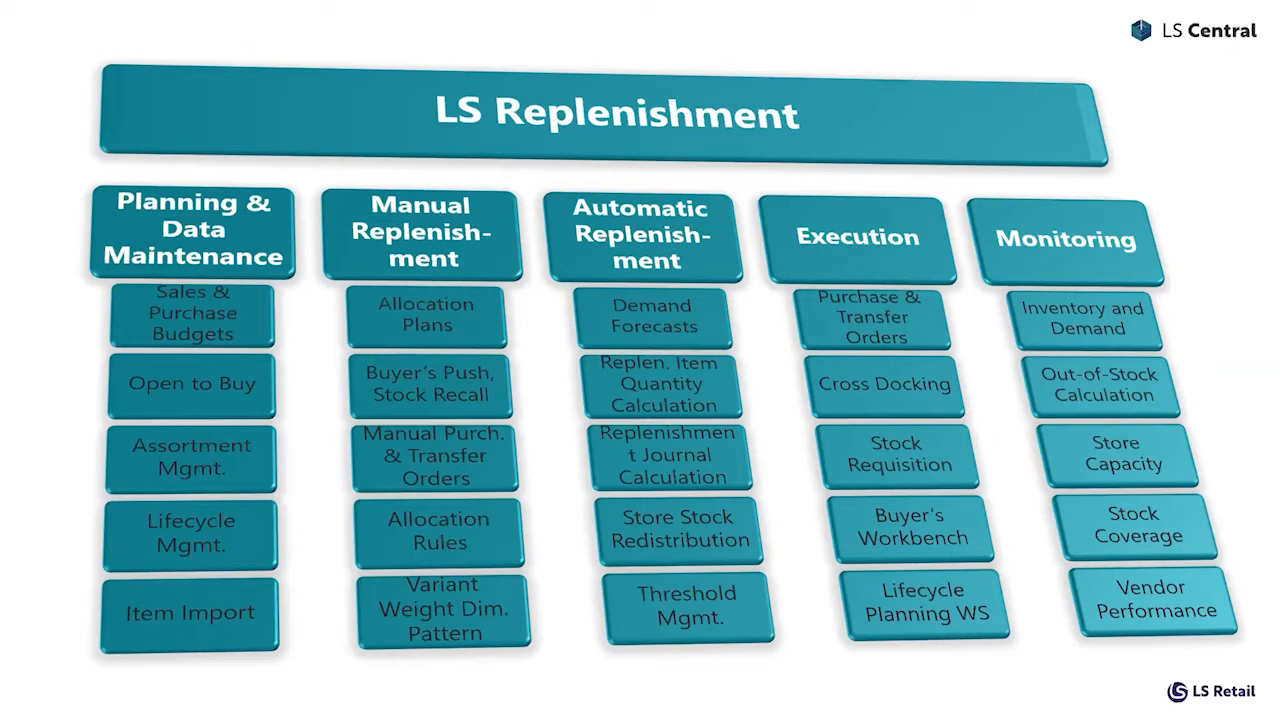 LS Central
LS Replenishment
Planning &
Data
Maintenance
Sales &
Purchase
Budgets
Open to Buy
Assortment
Mgmt.
Lifecycle
Mgmt.
Item Import
Manual
Replenish-
ment
Allocation
Plans
Buyer’s Push,
Stock Recall
Manual Purch.
& Transfer
Orders
Allocation
Rules
Variant
Weight Dim.
Pattern
Automatic
Replenish-
ment
Demand
Forecasts
Replen. Item
Quantity
Calculation
Replenishmen
t Journal
Calculation
Store Stock
Redistribution
Threshold
Mgmt.
Execution
Purchase &
Transfer
Orders
Cross Docking
Stock
Requisition
Buyer’s
Workbench
Lifecycle
Planning WS
Monitoring
Inventory and
Demand
Out-of-Stock
Calculation
Store
Capacity
Stock
Coverage
Vendor
Performance
LS Retail